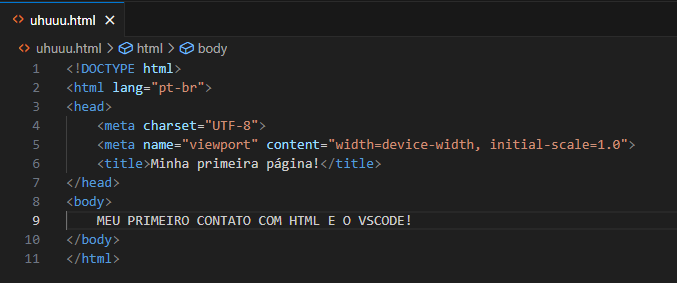 uhuuu.html
uhuuu.html > html > body
1 <!DOCTYPE html>
2 <html lang="pt-br">
3 <head>
4     <meta charset="UTF-8">
5     <meta name="viewport" content="width=device-width, initial-scale=1.0">
6     <title>Minha primeira página!</title>
7 </head>
8 <body>
9     MEU PRIMEIRO CONTATO COM HTML E O VSCODE!
10 </body>
11 </html>